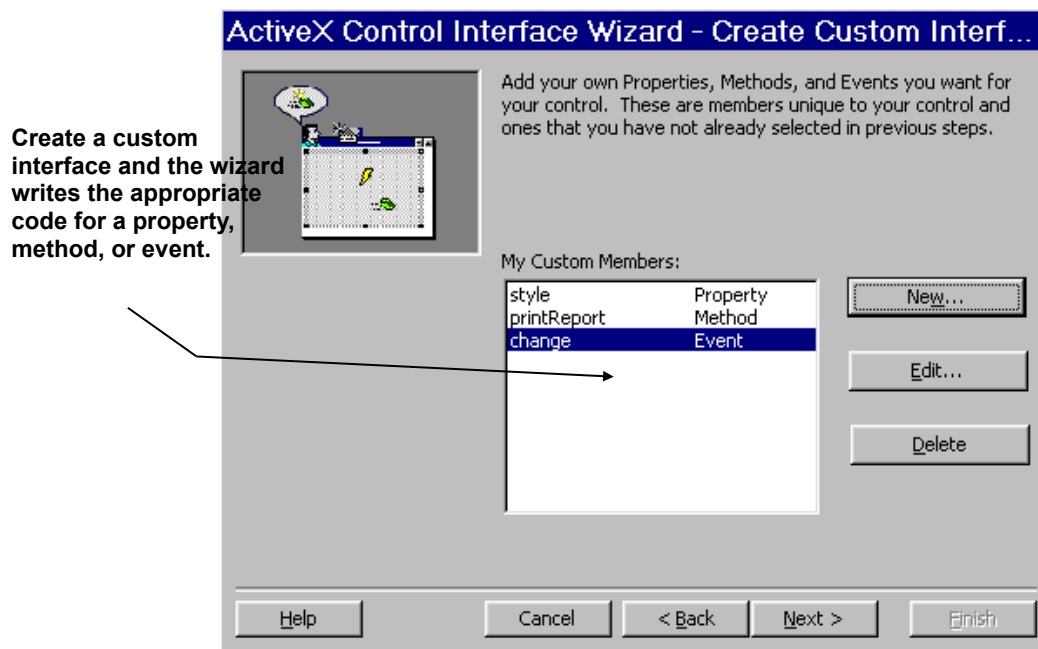 ActiveX Control Interface Wizard - Create Custom Interf...
Add your own Properties, Methods, and Events you want for
your control. These are members unique to your control and
ones that you have not already selected in previous steps.
Create a custom
interface and the wizard
writes the appropriate
code for a property,
method, or event.
My Custom Members:
style Property
printReport Method
change Event
New...
Edit...
Delete
Help
Cancel
< Back
Next >
Finish